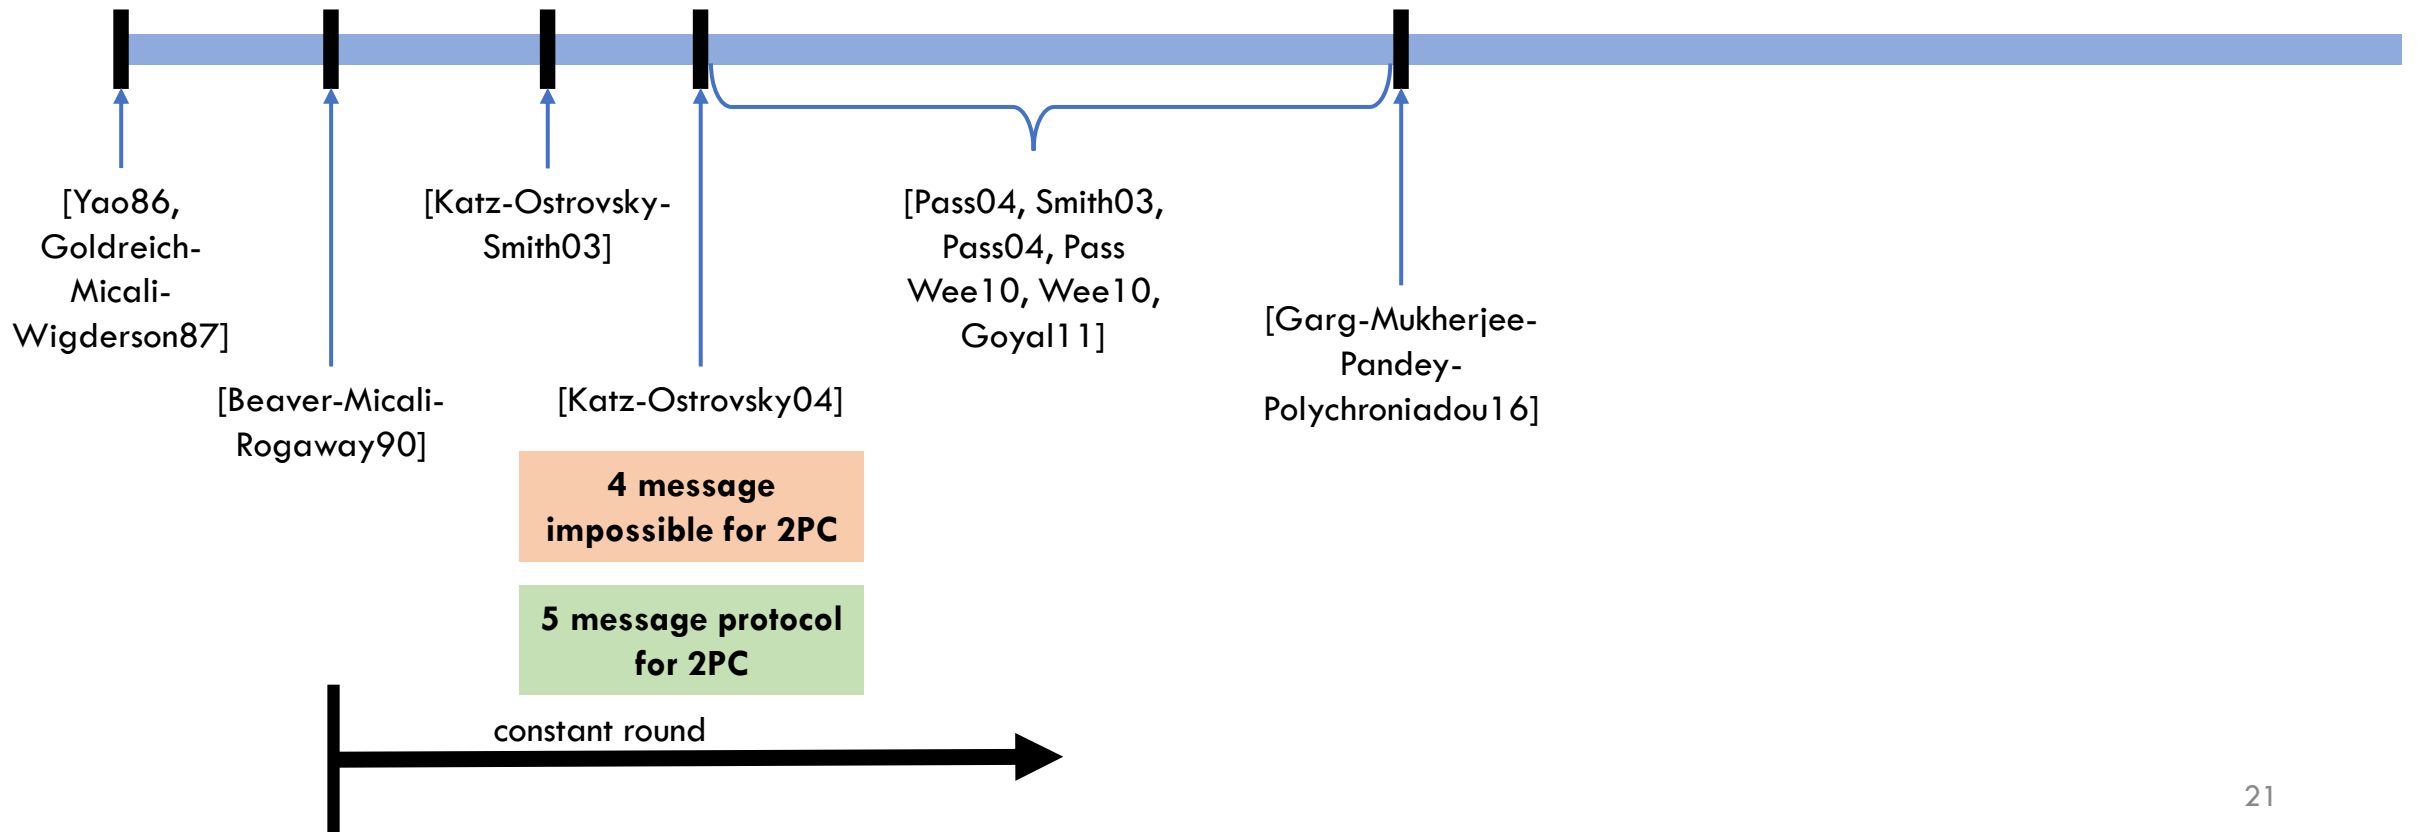 [Yao86,
Goldreich-
Micali-
Wigderson87]
[Beaver-Micali-
Rogaway90]
[Katz-Ostrovsky-
Smith03]
[Katz-Ostrovsky04]
4 message
impossible for 2PC
5 message protocol
for 2PC
constant round
[Pass04, Smith03,
Pass04, Pass
Wee10, Wee10,
Goyal11]
[Garg-Mukherjee-
Pandey-
Polychroniadou16]
21